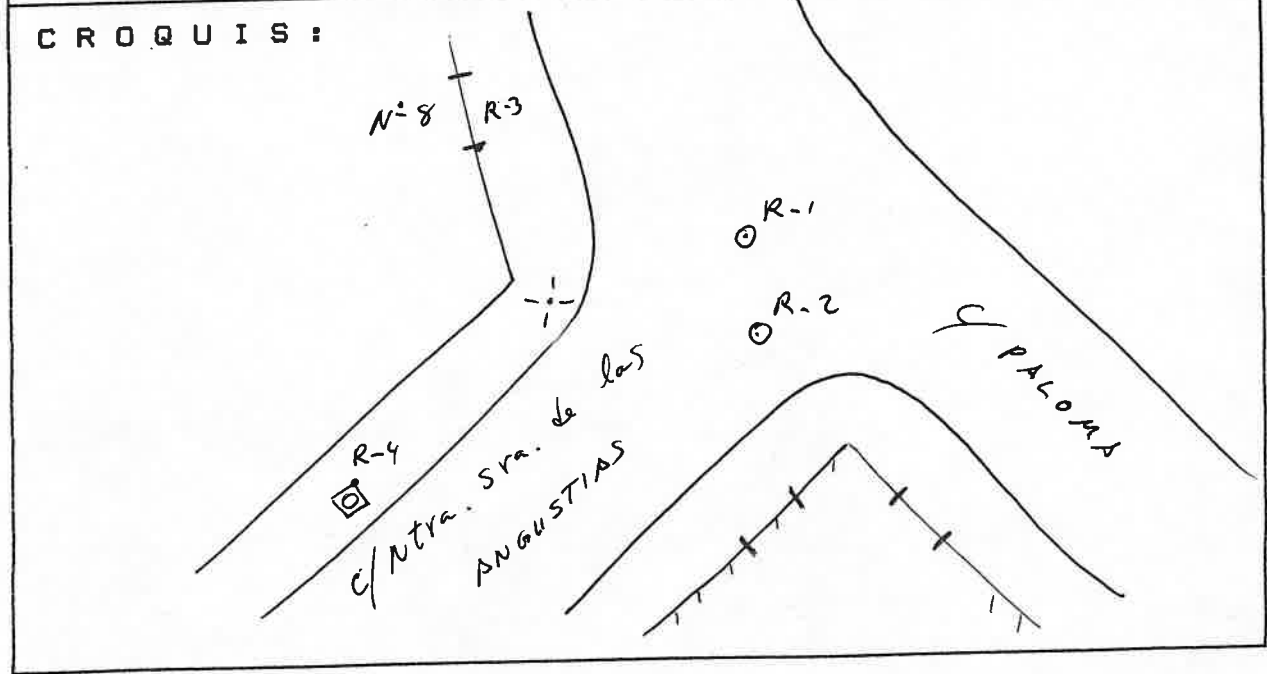 CROQUIS:
Nº 8
R-3
R-1
R-2
C/ PALOMA
R-4
C/ Ntra. Sra. de las
ANGUSTIAS